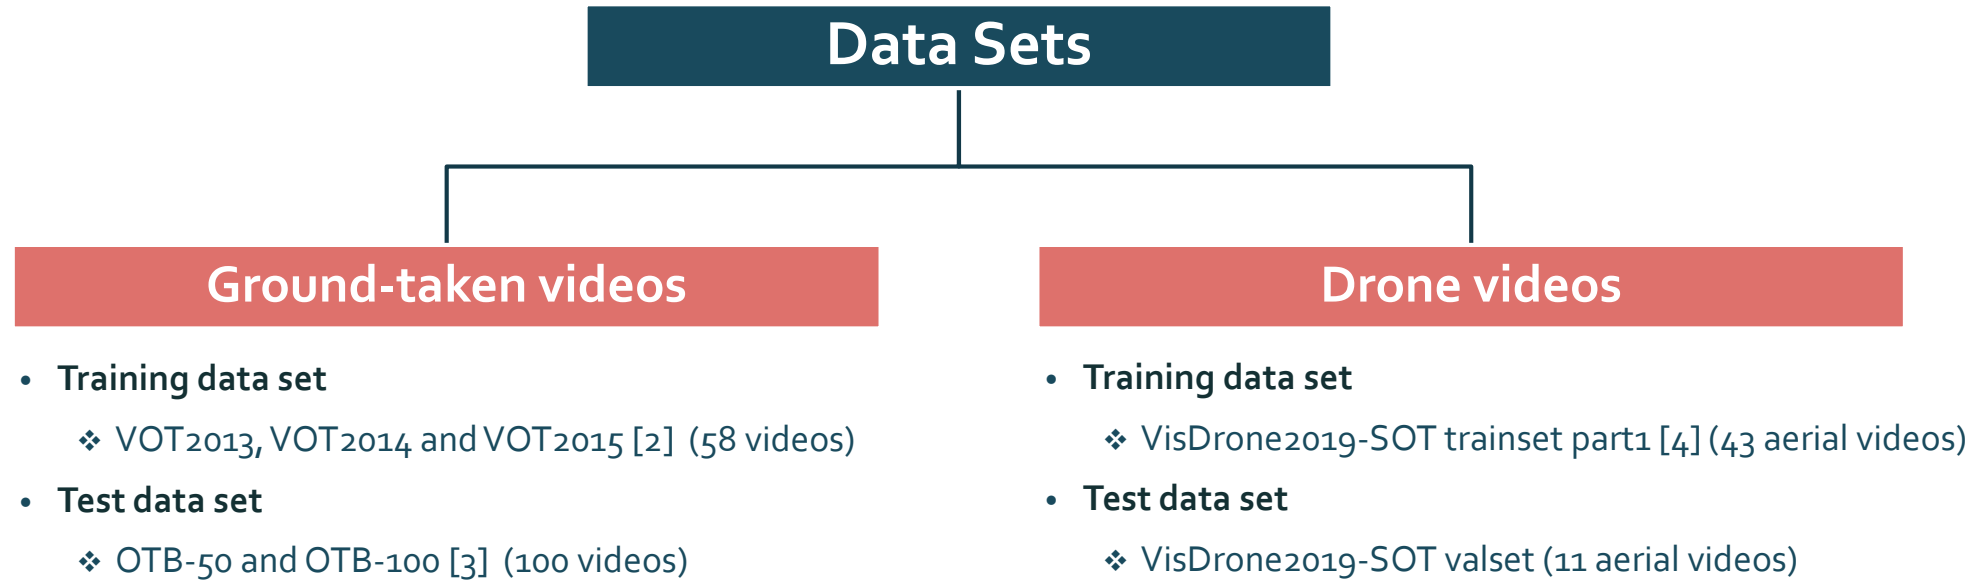 Data Sets
Ground-taken videos
• Training data set
❖ VOT2013, VOT2014 and VOT2015 [2] (58 videos)
• Test data set
❖ OTB-50 and OTB-100 [3] (100 videos)
Drone videos
• Training data set
❖ VisDrone2019-SOT trainset part1 [4] (43 aerial videos)
• Test data set
❖ VisDrone2019-SOT valset (11 aerial videos)